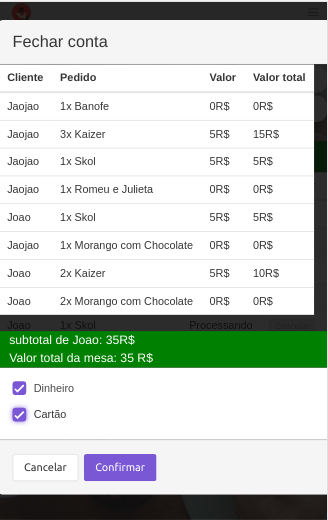 Fechar conta
Cliente Pedido Valor Valor total
Jaojao 1x Banofe 0R$ 0R$
Jaojao 3x Kaizer 5R$ 15R$
Jaojao 1x Skol 5R$ 5R$
Jaojao 1x Romeu e Julieta 0R$ 0R$
Joao 1x Skol 5R$ 5R$
Jaojao 1x Morango com Chocolate 0R$ 0R$
Joao 2x Kaizer 5R$ 10R$
Joao 2x Morango com Chocolate 0R$ 0R$
Joao 1x Skol Processando
subtotal de Joao: 35R$
Valor total da mesa: 35 R$
Dinheiro
Cartão
Cancelar Confirmar